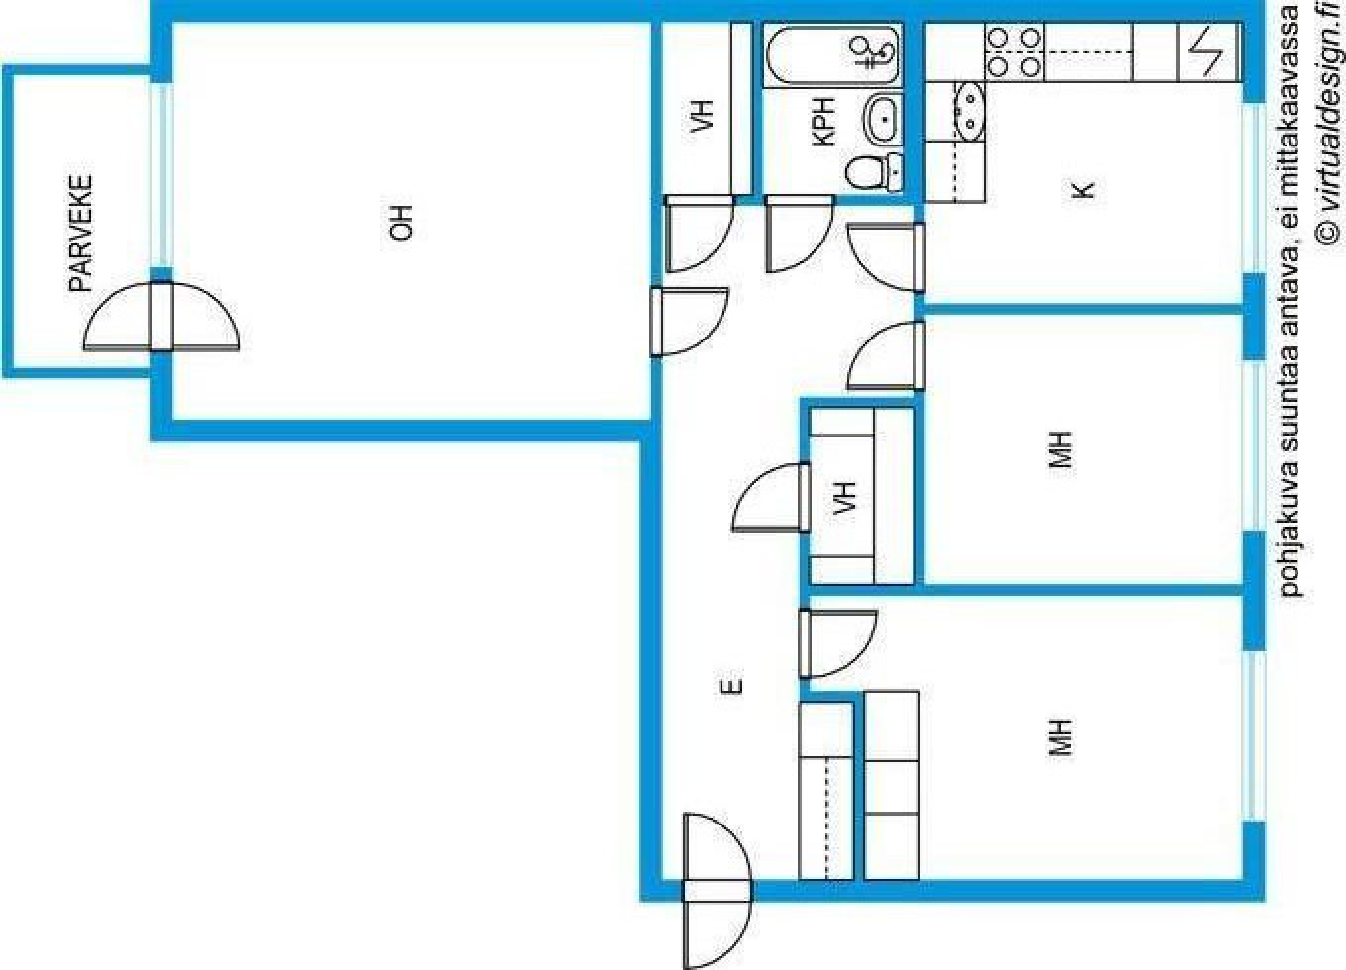 PARVEKE
OH
VH
KPH
K
MH
VH
E
MH
pohjakuva suuntaa antava, ei mittakaavassa
© virtualdesign.fi